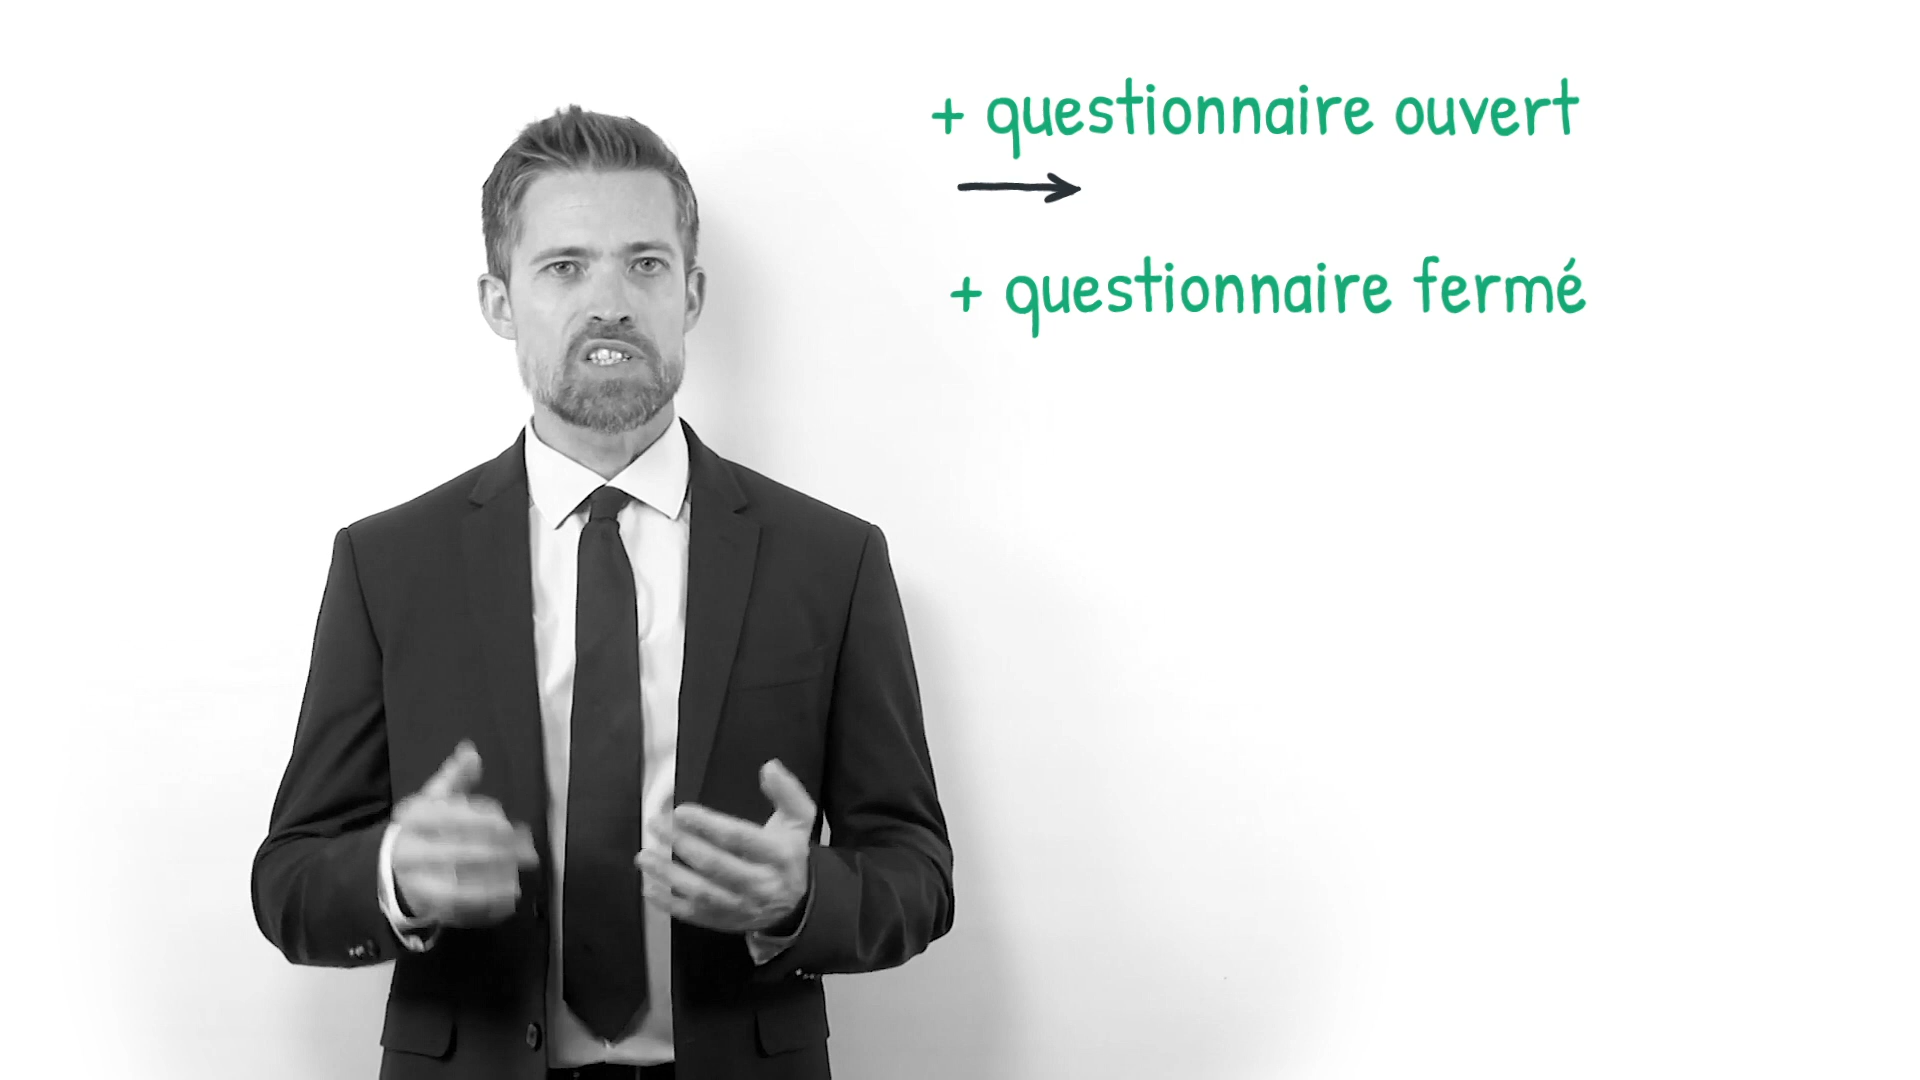 + questionnaire ouvert
+ questionnaire fermé